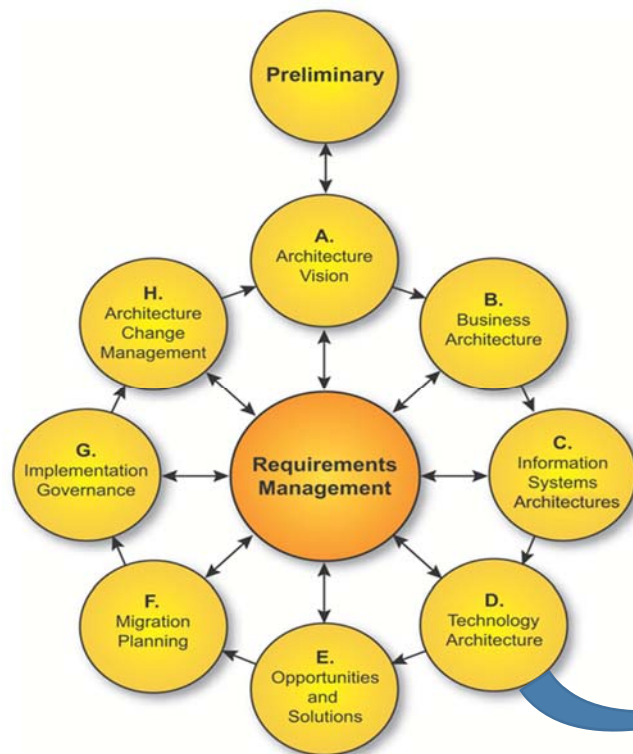 Preliminary
A.
Architecture
Vision
B.
Business
Architecture
C.
Information
Systems
Architectures
D.
Technology
Architecture
E.
Opportunities
and
Solutions
F.
Migration
Planning
G.
Implementation
Governance
H.
Architecture
Change
Management
Requirements
Management